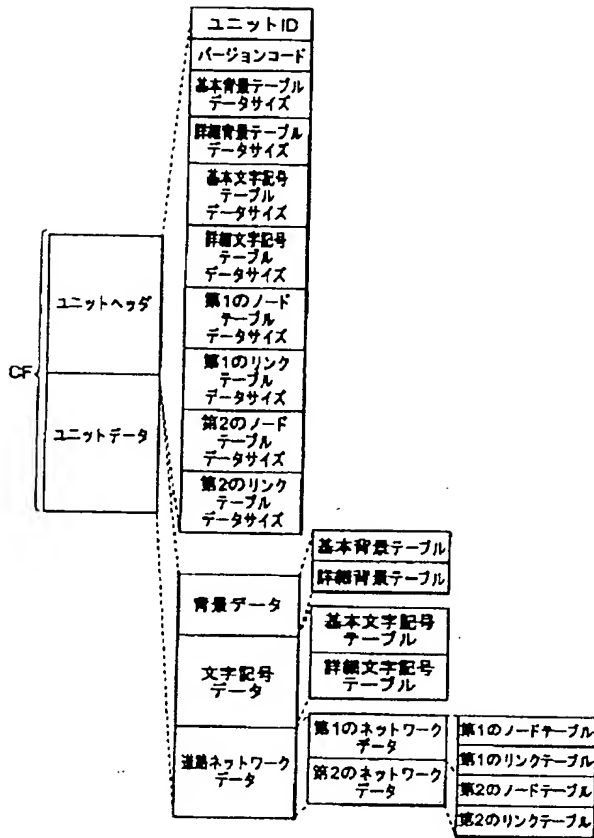 ユニットID
バージョンコード
基本背景テーブル
データサイズ
詳細背景テーブル
データサイズ
基本文字記号
テーブル
データサイズ
詳細文字記号
テーブル
データサイズ
第1のノード
テーブル
データサイズ
第1のリンク
テーブル
データサイズ
第2のノード
テーブル
データサイズ
第2のリンク
テーブル
データサイズ
CF
ユニットヘッダ
ユニットデータ
背景データ
文字記号
データ
道路ネットワーク
データ
基本背景テーブル
詳細背景テーブル
基本文字記号
テーブル
詳細文字記号
テーブル
第1のネットワーク
データ
第2のネットワーク
データ
第1のノードテーブル
第1のリンクテーブル
第2のノードテーブル
第2のリンクテーブル